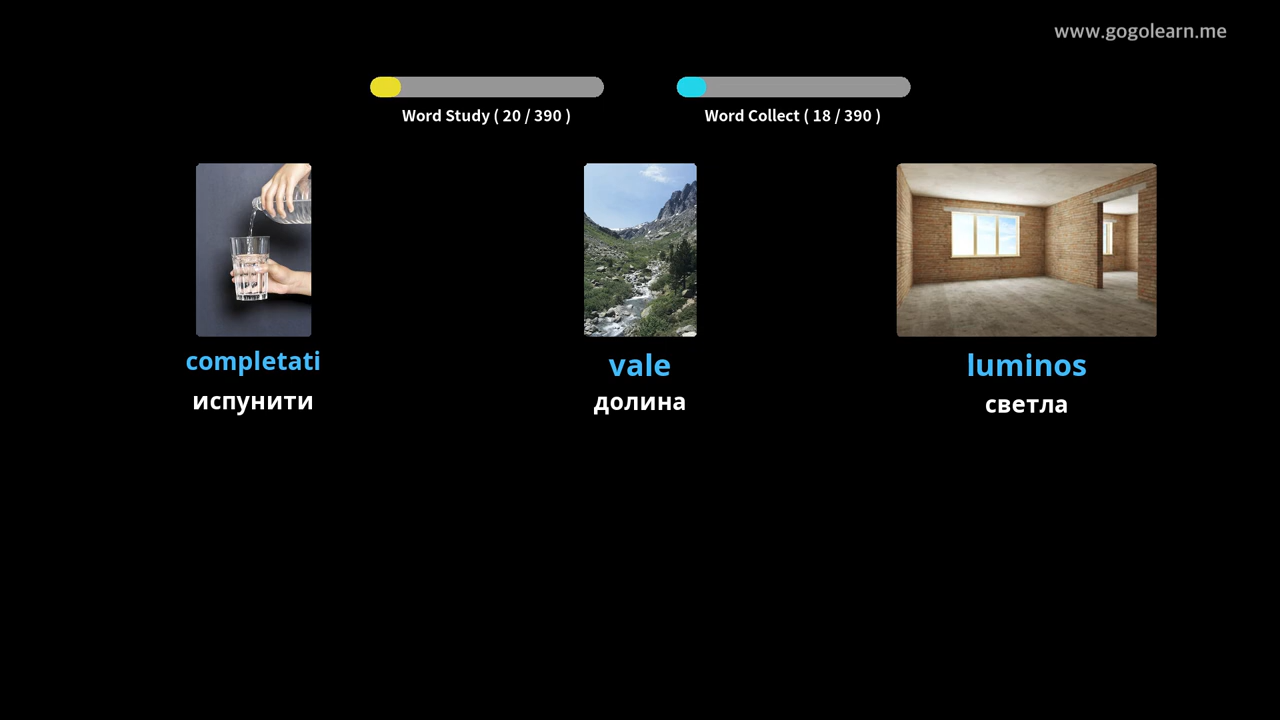 www.gogolearn.me
Word Study ( 20 / 390 )
Word Collect ( 18 / 390 )
completati
испунити
vale
долина
luminos
светла